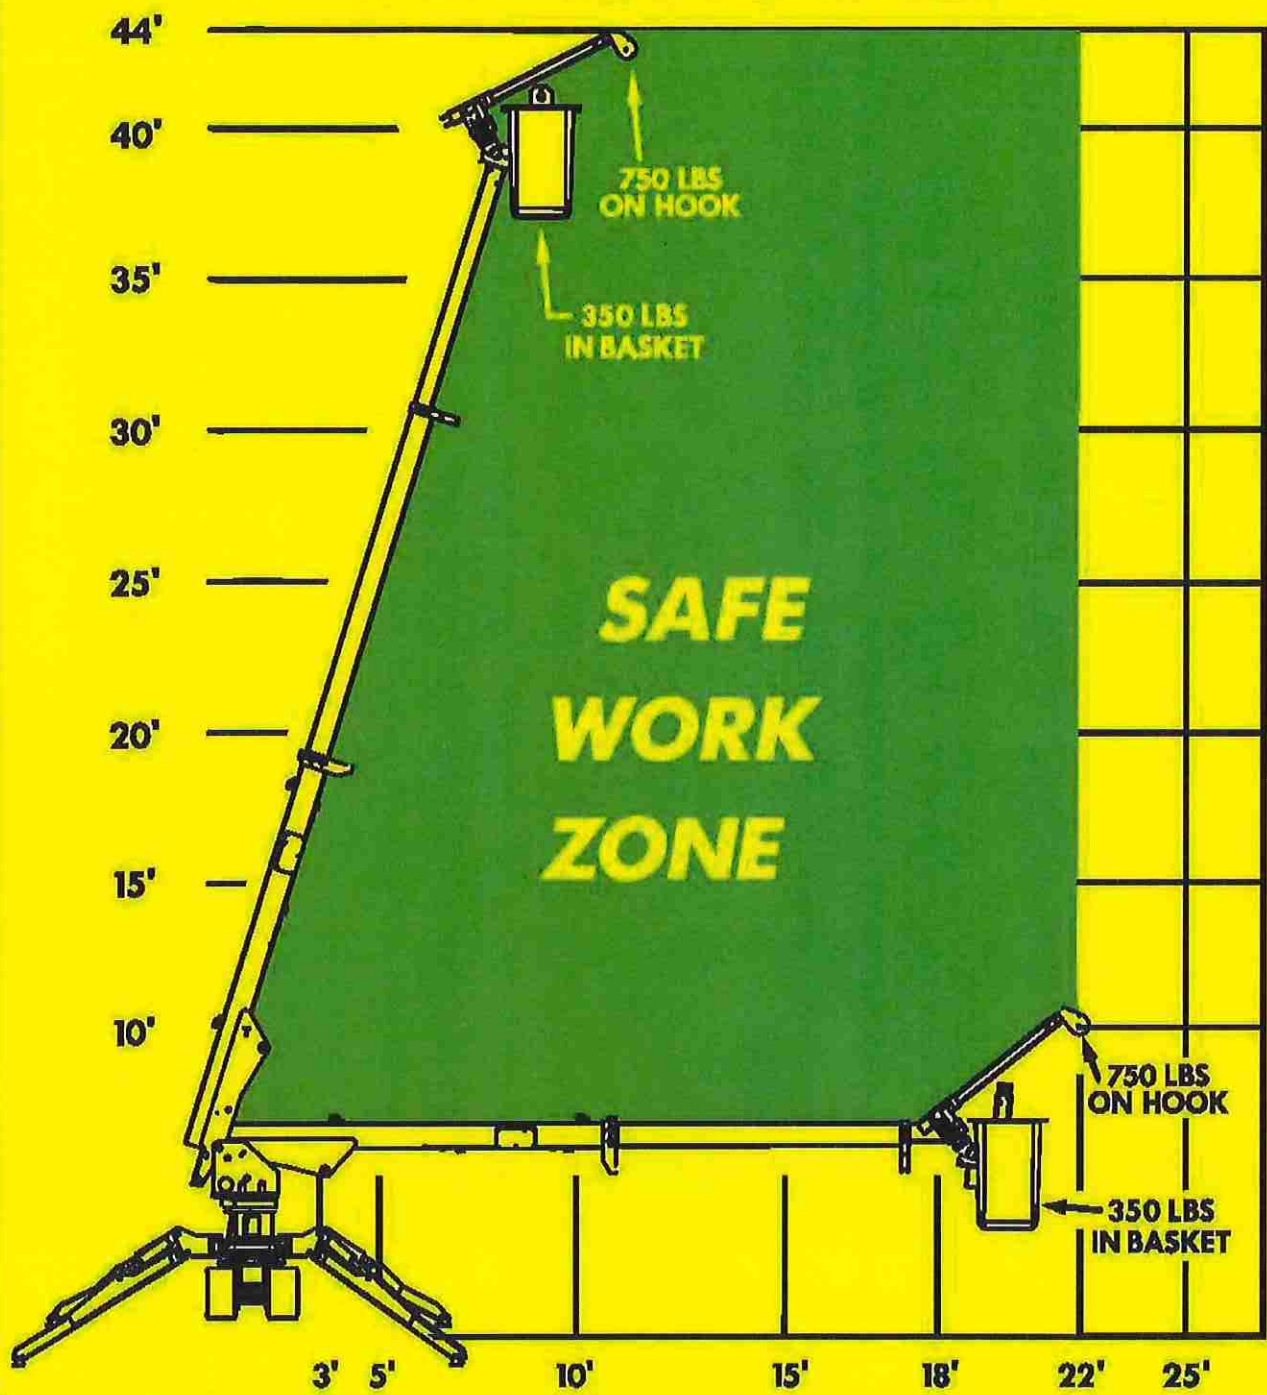 44'
40'
750 LBS
ON HOOK
35'
350 LBS
IN BASKET
30'
25'
SAFE
20'
WORK
15'
ZONE
10'
750 LBS
ON HOOK
350 LBS
IN BASKET
3' 5' 10' 15' 18' 22' 25'